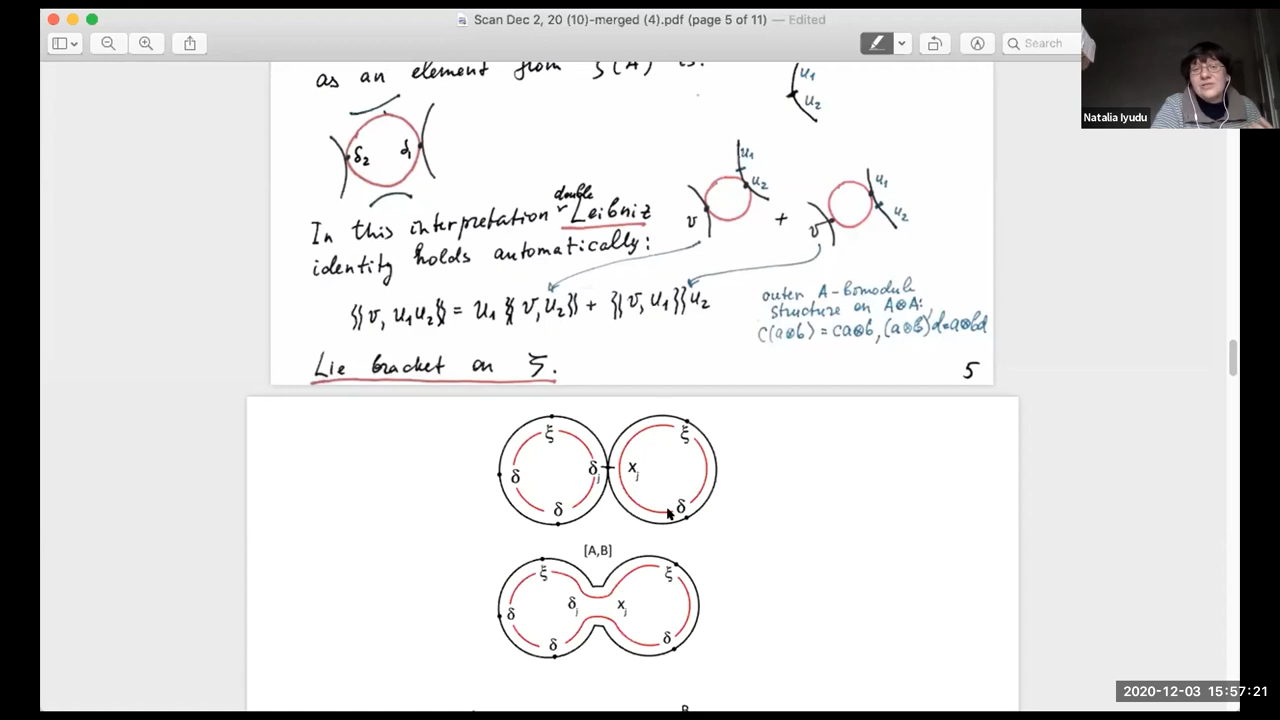 Scan Dec 2, 20 (10)-merged (4).pdf (page 5 of 11) — Edited
Search
Natalia Iyudu
as an element from ξ(A) is:
u₁
u₂
δ₂ δ₁
u₁
u₂
v
+
u₁
u₂
v
In this interpretation double Leibniz
identity holds automatically:
{{v, u₁u₂}} = u₁{{v, u₂}} + {{v, u₁}}u₂
outer A-bimodule
structure on A⊗A:
c(a⊗b) = ca⊗b, (a⊗b)d=a⊗bd
Lie bracket on ξ.
5
ξ ξ
δ δⱼ xⱼ
δ δ
[A,B]
ξ ξ
δ δⱼ xⱼ
δ δ
B
2020-12-03 15:57:21